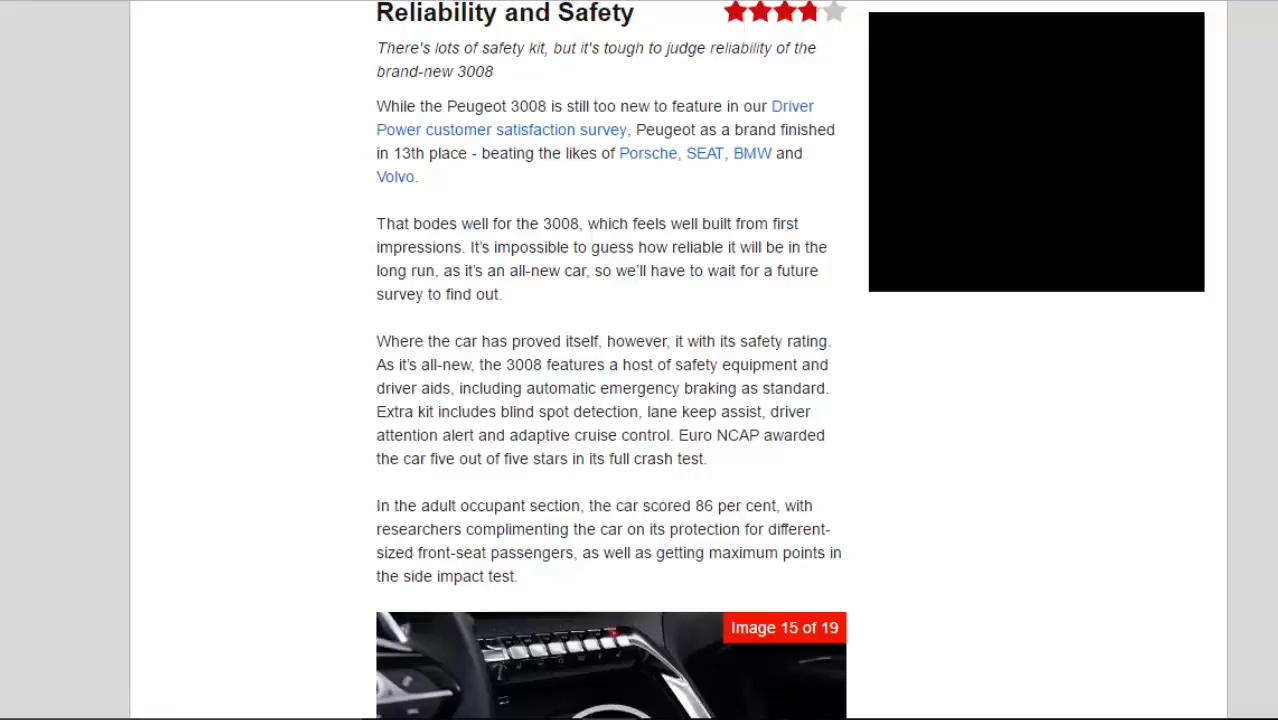 Reliability and Safety
There's lots of safety kit, but it's tough to judge reliability of the
brand-new 3008
While the Peugeot 3008 is still too new to feature in our Driver
Power customer satisfaction survey, Peugeot as a brand finished
in 13th place - beating the likes of Porsche, SEAT, BMW and
Volvo.
That bodes well for the 3008, which feels well built from first
impressions. It’s impossible to guess how reliable it will be in the
long run, as it’s an all-new car, so we’ll have to wait for a future
survey to find out.
Where the car has proved itself, however, it with its safety rating.
As it’s all-new, the 3008 features a host of safety equipment and
driver aids, including automatic emergency braking as standard.
Extra kit includes blind spot detection, lane keep assist, driver
attention alert and adaptive cruise control. Euro NCAP awarded
the car five out of five stars in its full crash test.
In the adult occupant section, the car scored 86 per cent, with
researchers complimenting the car on its protection for different-
sized front-seat passengers, as well as getting maximum points in
the side impact test.
Image 15 of 19